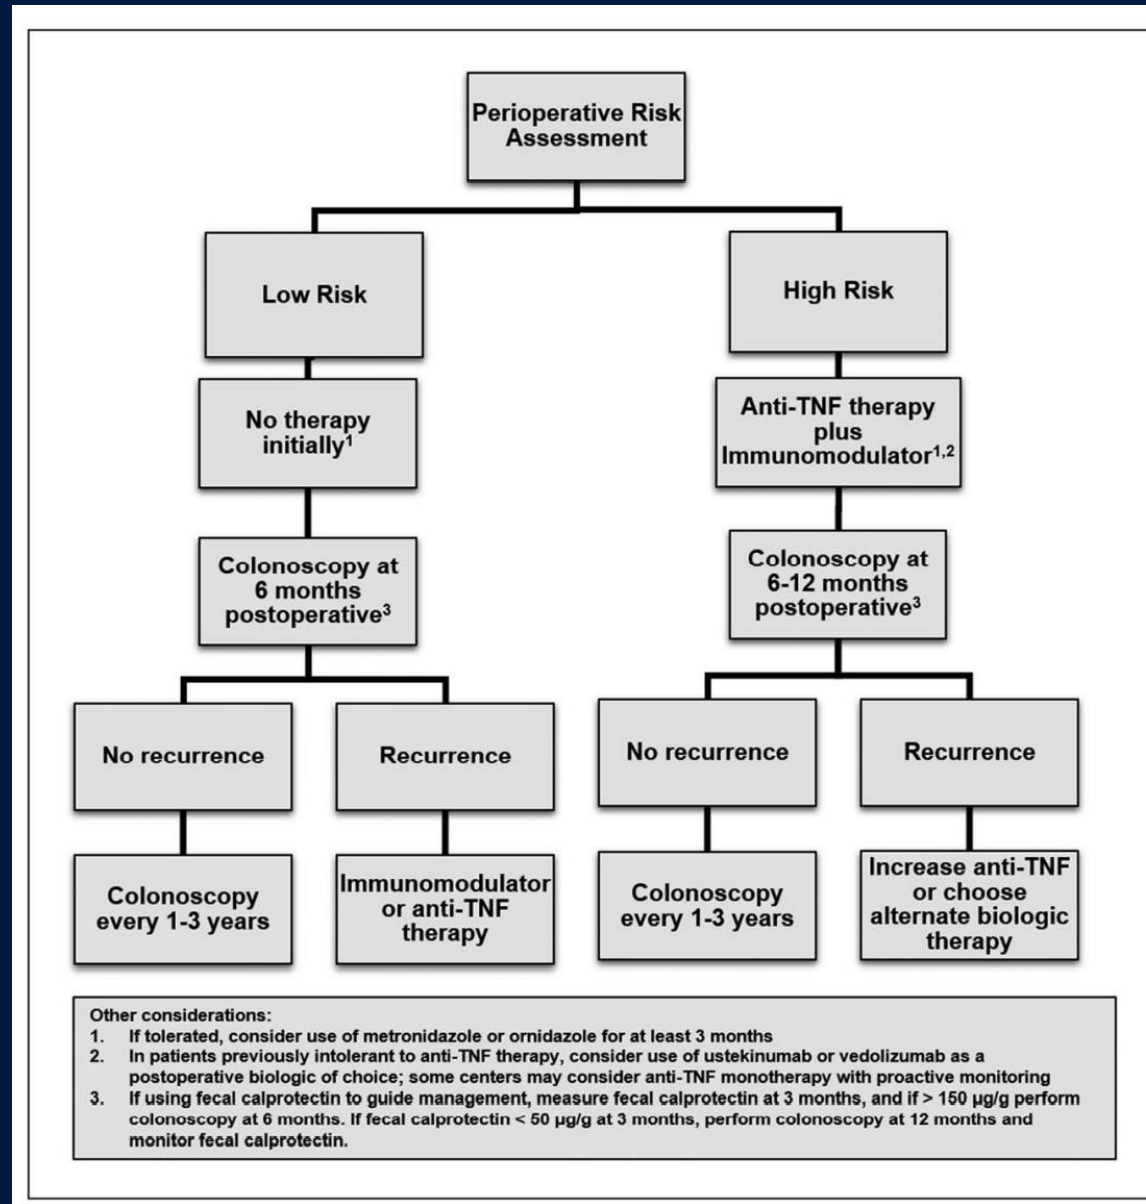 Perioperative Risk
Assessment
Low Risk
High Risk
No therapy
initially¹
Anti-TNF therapy
plus
Immunomodulator¹,²
Colonoscopy at
6 months
postoperative³
Colonoscopy at
6-12 months
postoperative³
No recurrence
Recurrence
No recurrence
Recurrence
Colonoscopy
every 1-3 years
Immunomodulator
or anti-TNF
therapy
Colonoscopy
every 1-3 years
Increase anti-TNF
or choose
alternate biologic
therapy
Other considerations:
1. If tolerated, consider use of metronidazole or ornidazole for at least 3 months
2. In patients previously intolerant to anti-TNF therapy, consider use of ustekinumab or vedolizumab as a
postoperative biologic of choice; some centers may consider anti-TNF monotherapy with proactive monitoring
3. If using fecal calprotectin to guide management, measure fecal calprotectin at 3 months, and if > 150 µg/g perform
colonoscopy at 6 months. If fecal calprotectin < 50 µg/g at 3 months, perform colonoscopy at 12 months and
monitor fecal calprotectin.